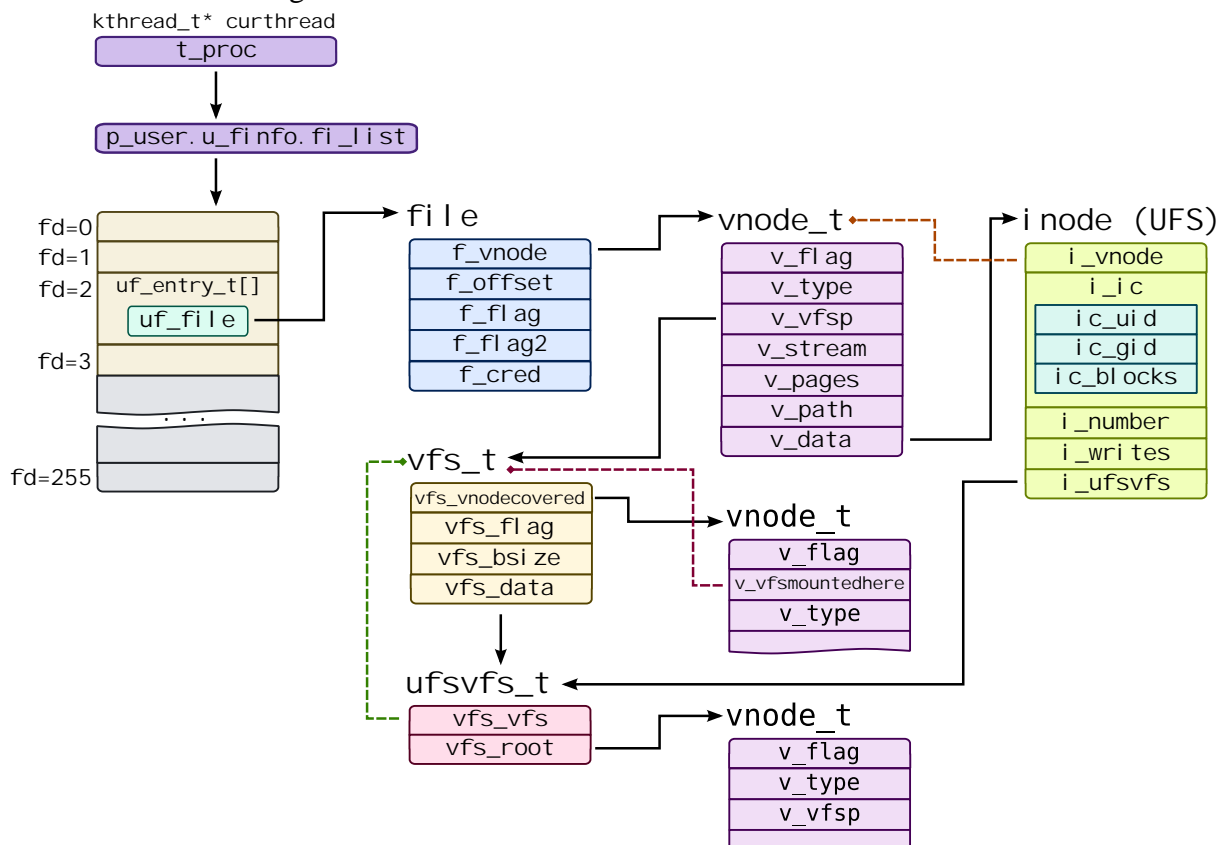 kthread_t* curthread
t_proc
p_user.u_finfo.fi_list
fd=0
fd=1
fd=2
uf_entry_t[]
uf_file
fd=3
. . .
fd=255
file
f_vnode
f_offset
f_flag
f_flag2
f_cred
vnode_t
v_flag
v_type
v_vfsp
v_stream
v_pages
v_path
v_data
inode (UFS)
i_vnode
i_ic
ic_uid
ic_gid
ic_blocks
i_number
i_writes
i_ufsvfs
vfs_t
vfs_vnodecovered
vfs_flag
vfs_bsize
vfs_data
vnode_t
v_flag
v_vfsmountedhere
v_type
ufsvfs_t
vfs_vfs
vfs_root
vnode_t
v_flag
v_type
v_vfsp